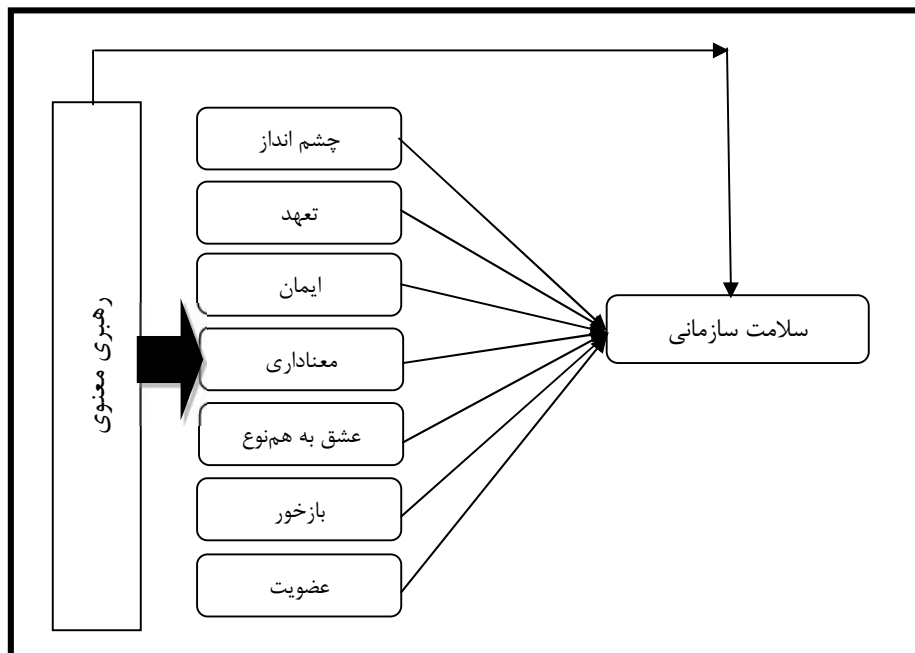 رهبری معنوی
چشم انداز
تعهد
ایمان
معناداری
عشق به هم‌نوع
بازخور
عضویت
سلامت سازمانی